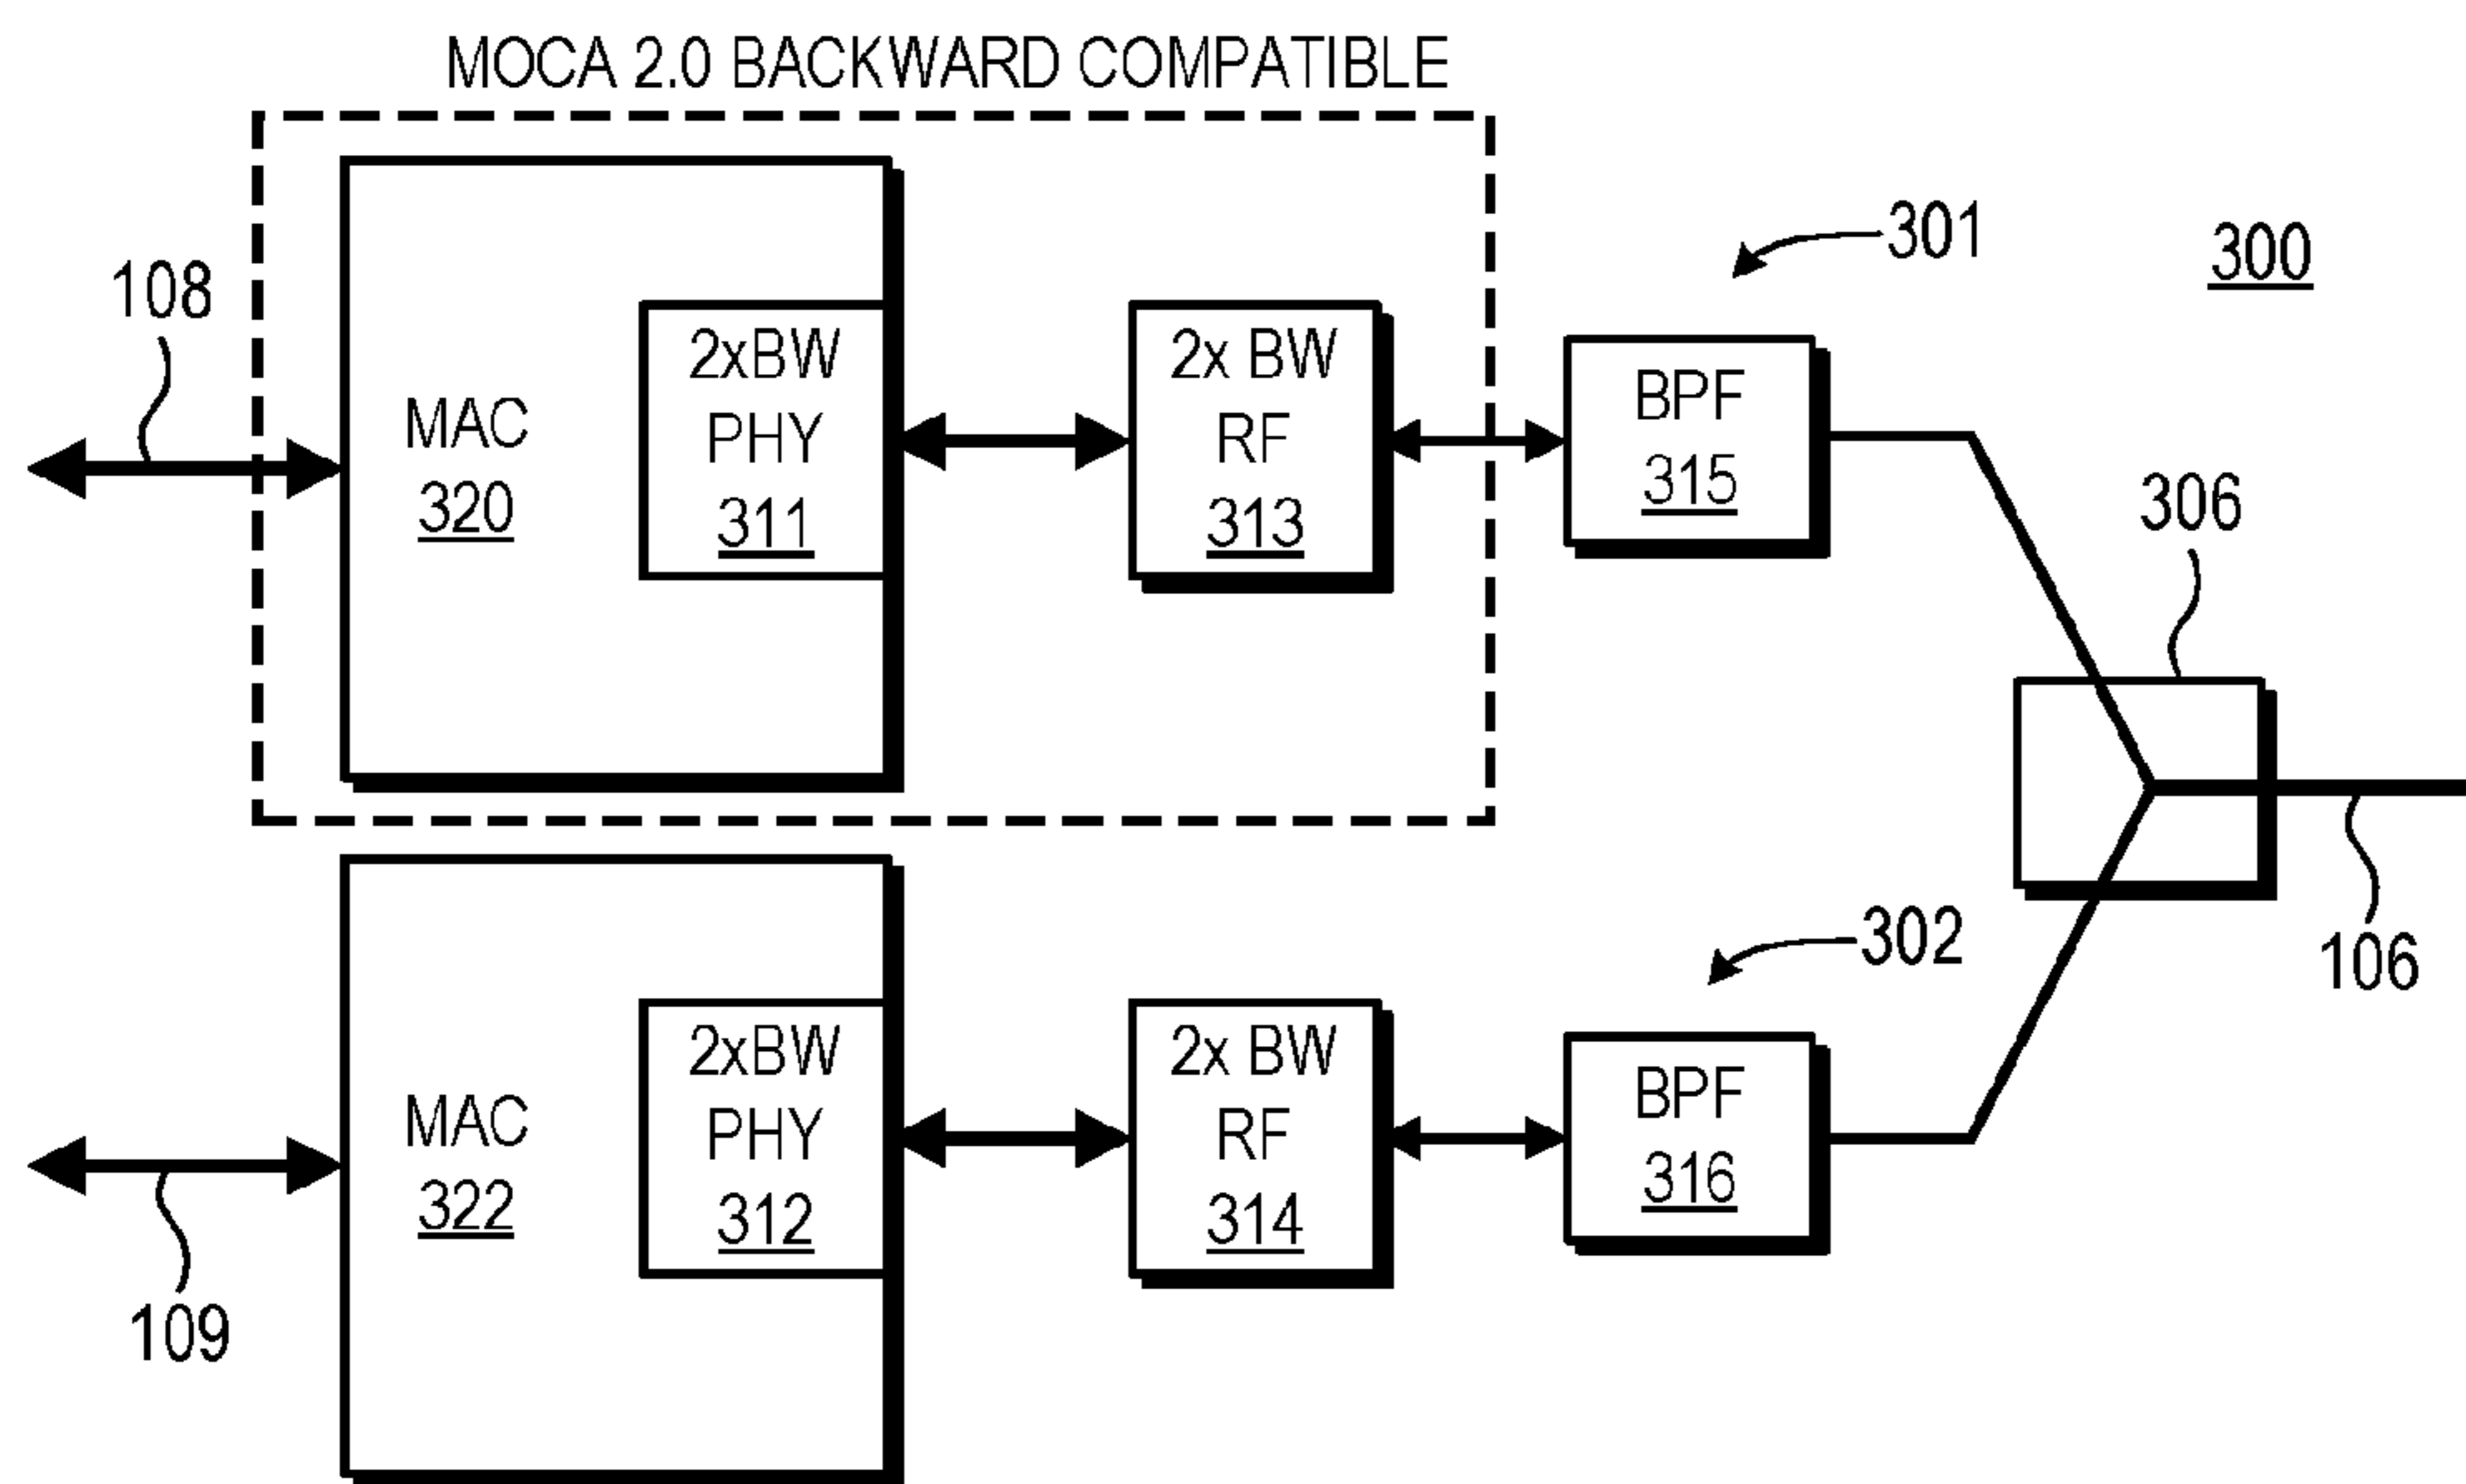 MOCA 2.0 BACKWARD COMPATIBLE
301
300
108
2xBW
PHY
311
2x BW
RF
313
BPF
315
MAC
320
306
302
106
2xBW
PHY
312
2x BW
RF
314
BPF
316
MAC
322
109